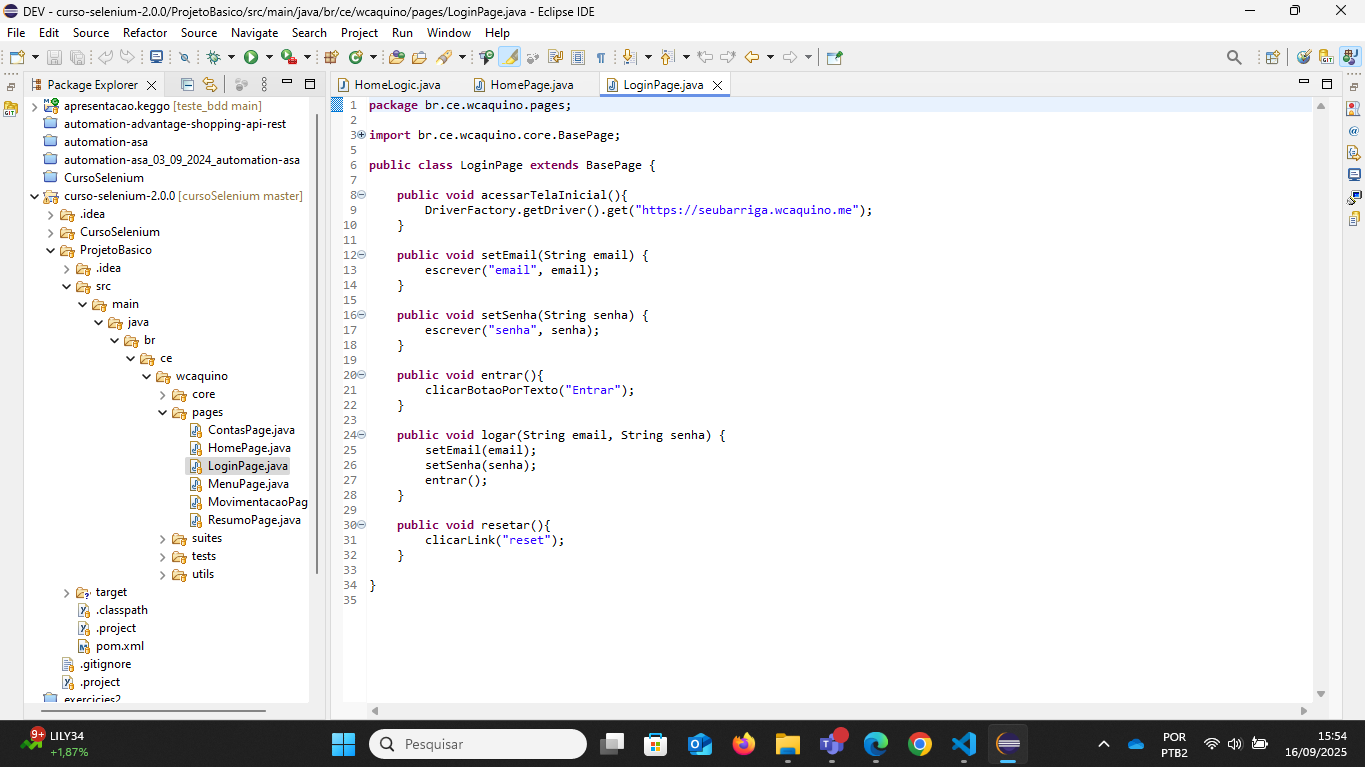 DEV - curso-selenium-2.0.0/ProjetoBasico/src/main/java/br/ce/wcaquino/pages/LoginPage.java - Eclipse IDE
File Edit Source Refactor Source Navigate Search Project Run Window Help
Package Explorer
apresentacao.keggo [teste_bdd main]
automation-advantage-shopping-api-rest
automation-asa
automation-asa_03_09_2024_automation-asa
CursoSelenium
curso-selenium-2.0.0 [cursoSelenium master]
.idea
CursoSelenium
ProjetoBasico
.idea
src
main
java
br
ce
wcaquino
core
pages
ContasPage.java
HomePage.java
LoginPage.java
MenuPage.java
MovimentacaoPag
ResumoPage.java
suites
tests
utils
target
.classpath
.project
pom.xml
.gitignore
.project
exercicies2
HomeLogic.java HomePage.java LoginPage.java
1 package br.ce.wcaquino.pages;
2
3 import br.ce.wcaquino.core.BasePage;
5
6 public class LoginPage extends BasePage {
7
8 public void acessarTelaInicial(){
9 DriverFactory.getDriver().get("https://seubarriga.wcaquino.me");
10 }
11
12 public void setEmail(String email) {
13 escrever("email", email);
14 }
15
16 public void setSenha(String senha) {
17 escrever("senha", senha);
18 }
19
20 public void entrar(){
21 clicarBotaoPorTexto("Entrar");
22 }
23
24 public void logar(String email, String senha) {
25 setEmail(email);
26 setSenha(senha);
27 entrar();
28 }
29
30 public void resetar(){
31 clicarLink("reset");
32 }
33
34 }
35
9+
LILY34
+1,87%
Pesquisar
POR
PTB2
15:54
16/09/2025